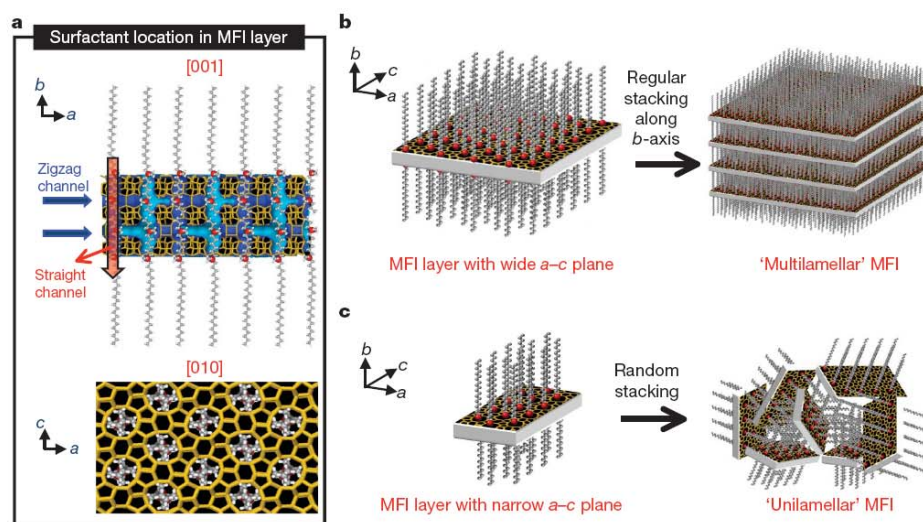 a
Surfactant location in MFI layer
[001]
b
a
Zigzag
channel
Straight
channel
[010]
c
a
b
b
c
a
MFI layer with wide a–c plane
Regular
stacking
along
b-axis
'Multilamellar' MFI
c
b
c
a
MFI layer with narrow a–c plane
Random
stacking
'Unilamellar' MFI